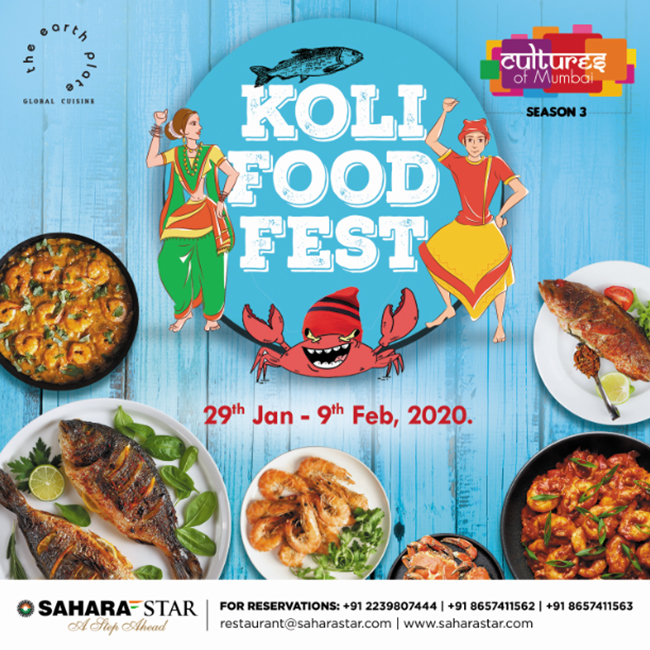 the earth plate
GLOBAL CUISINE
cultures
of Mumbai
SEASON 3
KOLI
FOOD
FEST
29th Jan - 9th Feb, 2020.
SAHARA STAR
A Step Ahead
FOR RESERVATIONS: +91 2239807444 | +91 8657411562 | +91 8657411563
restaurant@saharastar.com | www.saharastar.com